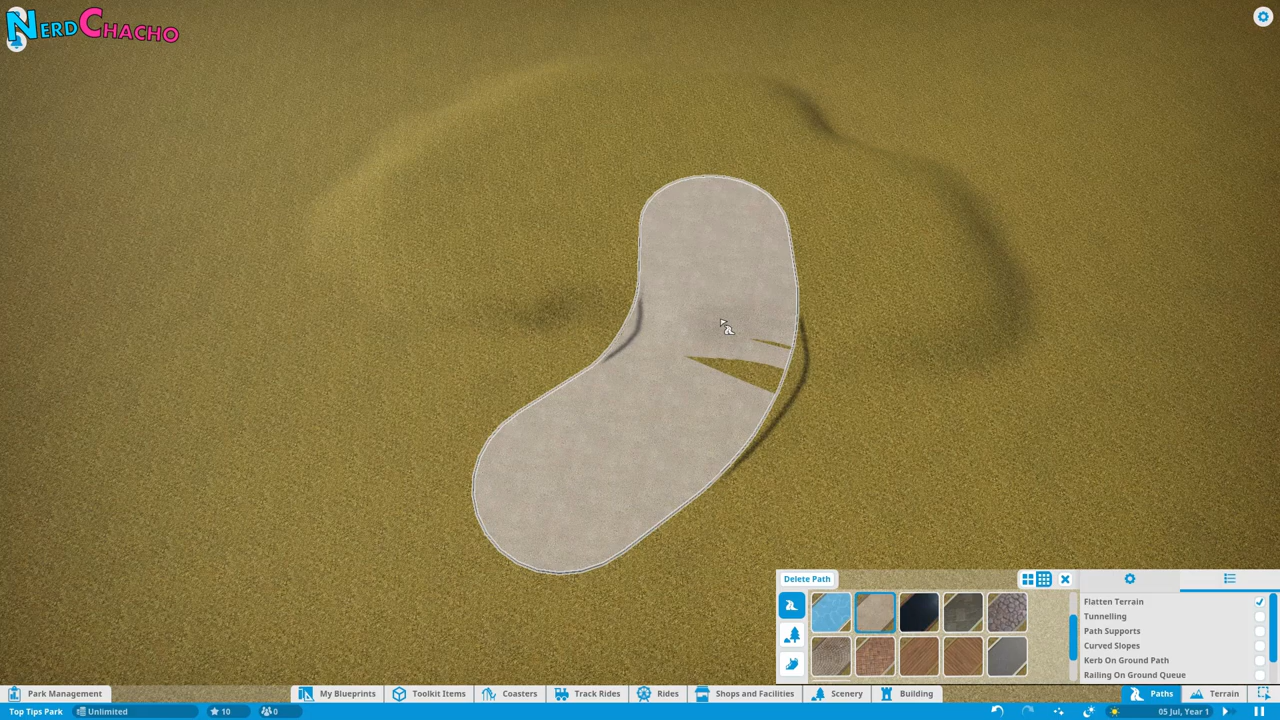 NERDCHACHO
Delete Path
Flatten Terrain
Tunnelling
Path Supports
Curved Slopes
Kerb On Ground Path
Railing On Ground Queue
Park Management
My Blueprints
Toolkit Items
Coasters
Track Rides
Rides
Shops and Facilities
Scenery
Building
Paths
Terrain
Top Tips Park
Unlimited
10
0
05 Jul, Year 1